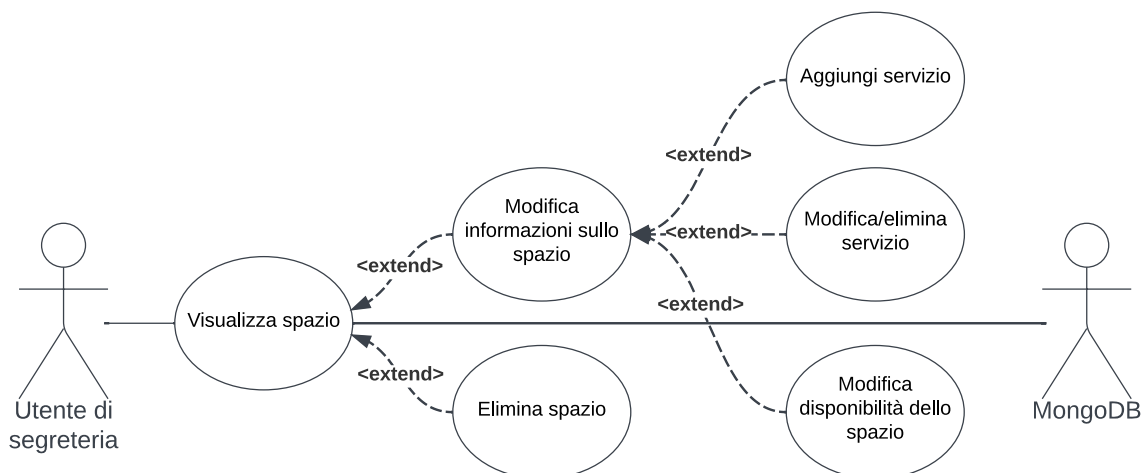 Aggiungi servizio
<extend>
Modifica
informazioni sullo
spazio
<extend>
Modifica/elimina
servizio
<extend>
<extend>
Visualizza spazio
<extend>
Elimina spazio
Modifica
disponibilità dello
spazio
Utente di
segreteria
MongoDB